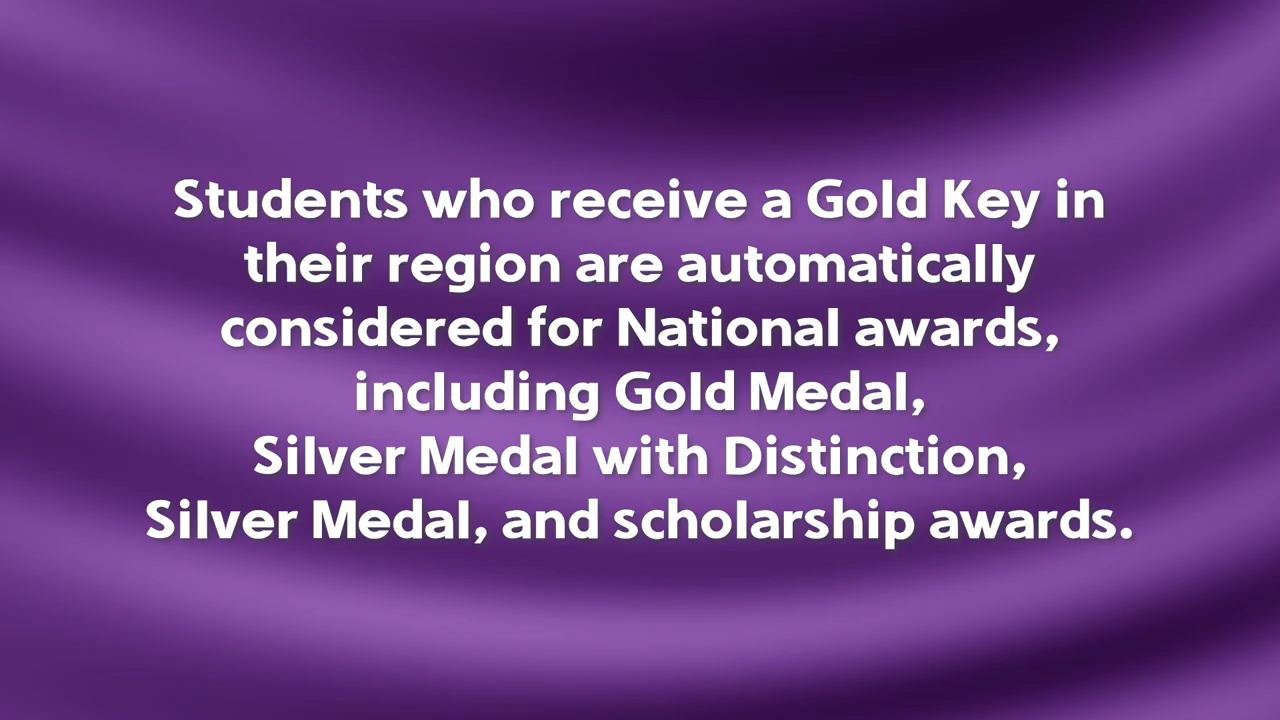 Students who receive a Gold Key in
their region are automatically
considered for National awards,
including Gold Medal,
Silver Medal with Distinction,
Silver Medal, and scholarship awards.